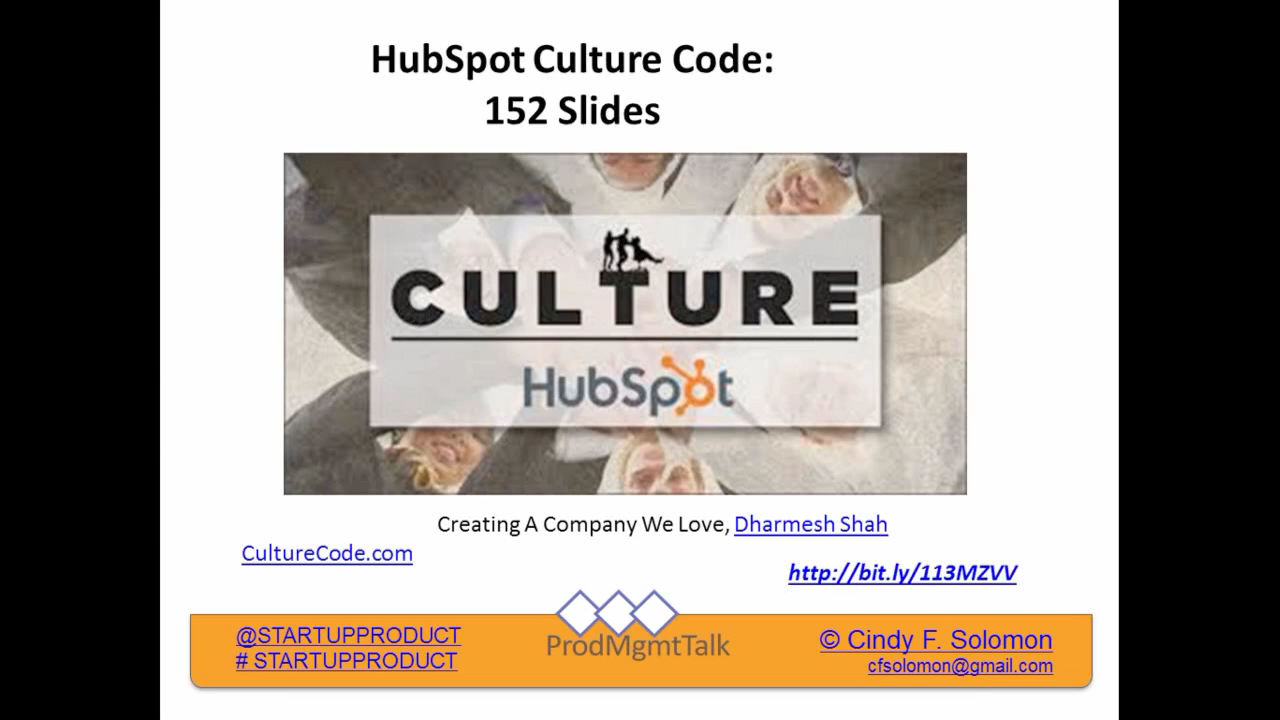 HubSpot Culture Code:
152 Slides
CULTURE
HubSpot
Creating A Company We Love, Dharmesh Shah
CultureCode.com
http://bit.ly/113MZVV
@STARTUPPRODUCT
# STARTUPPRODUCT
ProdMgmtTalk
© Cindy F. Solomon
cfsolomon@gmail.com